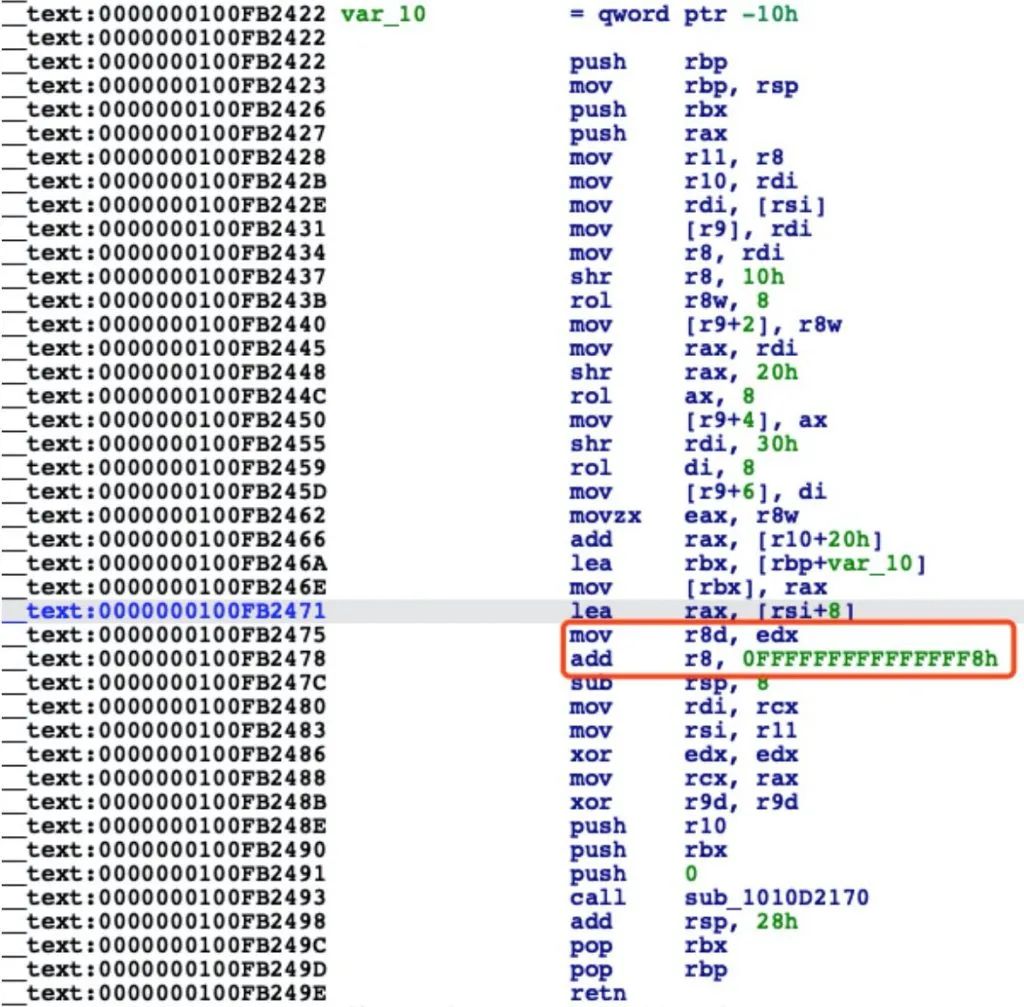 __text:0000000100FB2422 var_10 = qword ptr -10h
__text:0000000100FB2422
__text:0000000100FB2422 push rbp
__text:0000000100FB2423 mov rbp, rsp
__text:0000000100FB2426 push rbx
__text:0000000100FB2427 push rax
__text:0000000100FB2428 mov r11, r8
__text:0000000100FB242B mov r10, rdi
__text:0000000100FB242E mov rdi, [rsi]
__text:0000000100FB2431 mov [r9], rdi
__text:0000000100FB2434 mov r8, rdi
__text:0000000100FB2437 shr r8, 10h
__text:0000000100FB243B rol r8w, 8
__text:0000000100FB2440 mov [r9+2], r8w
__text:0000000100FB2445 mov rax, rdi
__text:0000000100FB2448 shr rax, 20h
__text:0000000100FB244C rol ax, 8
__text:0000000100FB2450 mov [r9+4], ax
__text:0000000100FB2455 shr rdi, 30h
__text:0000000100FB2459 rol di, 8
__text:0000000100FB245D mov [r9+6], di
__text:0000000100FB2462 movzx eax, r8w
__text:0000000100FB2466 add rax, [r10+20h]
__text:0000000100FB246A lea rbx, [rbp+var_10]
__text:0000000100FB246E mov [rbx], rax
__text:0000000100FB2471 lea rax, [rsi+8]
__text:0000000100FB2475 mov r8d, edx
__text:0000000100FB2478 add r8, 0FFFFFFFFFFFFFFF8h
__text:0000000100FB247C sub rsp, 8
__text:0000000100FB2480 mov rdi, rcx
__text:0000000100FB2483 mov rsi, r11
__text:0000000100FB2486 xor edx, edx
__text:0000000100FB2488 mov rcx, rax
__text:0000000100FB248B xor r9d, r9d
__text:0000000100FB248E push r10
__text:0000000100FB2490 push rbx
__text:0000000100FB2491 push 0
__text:0000000100FB2493 call sub_1010D2170
__text:0000000100FB2498 add rsp, 28h
__text:0000000100FB249C pop rbx
__text:0000000100FB249D pop rbp
__text:0000000100FB249E retn